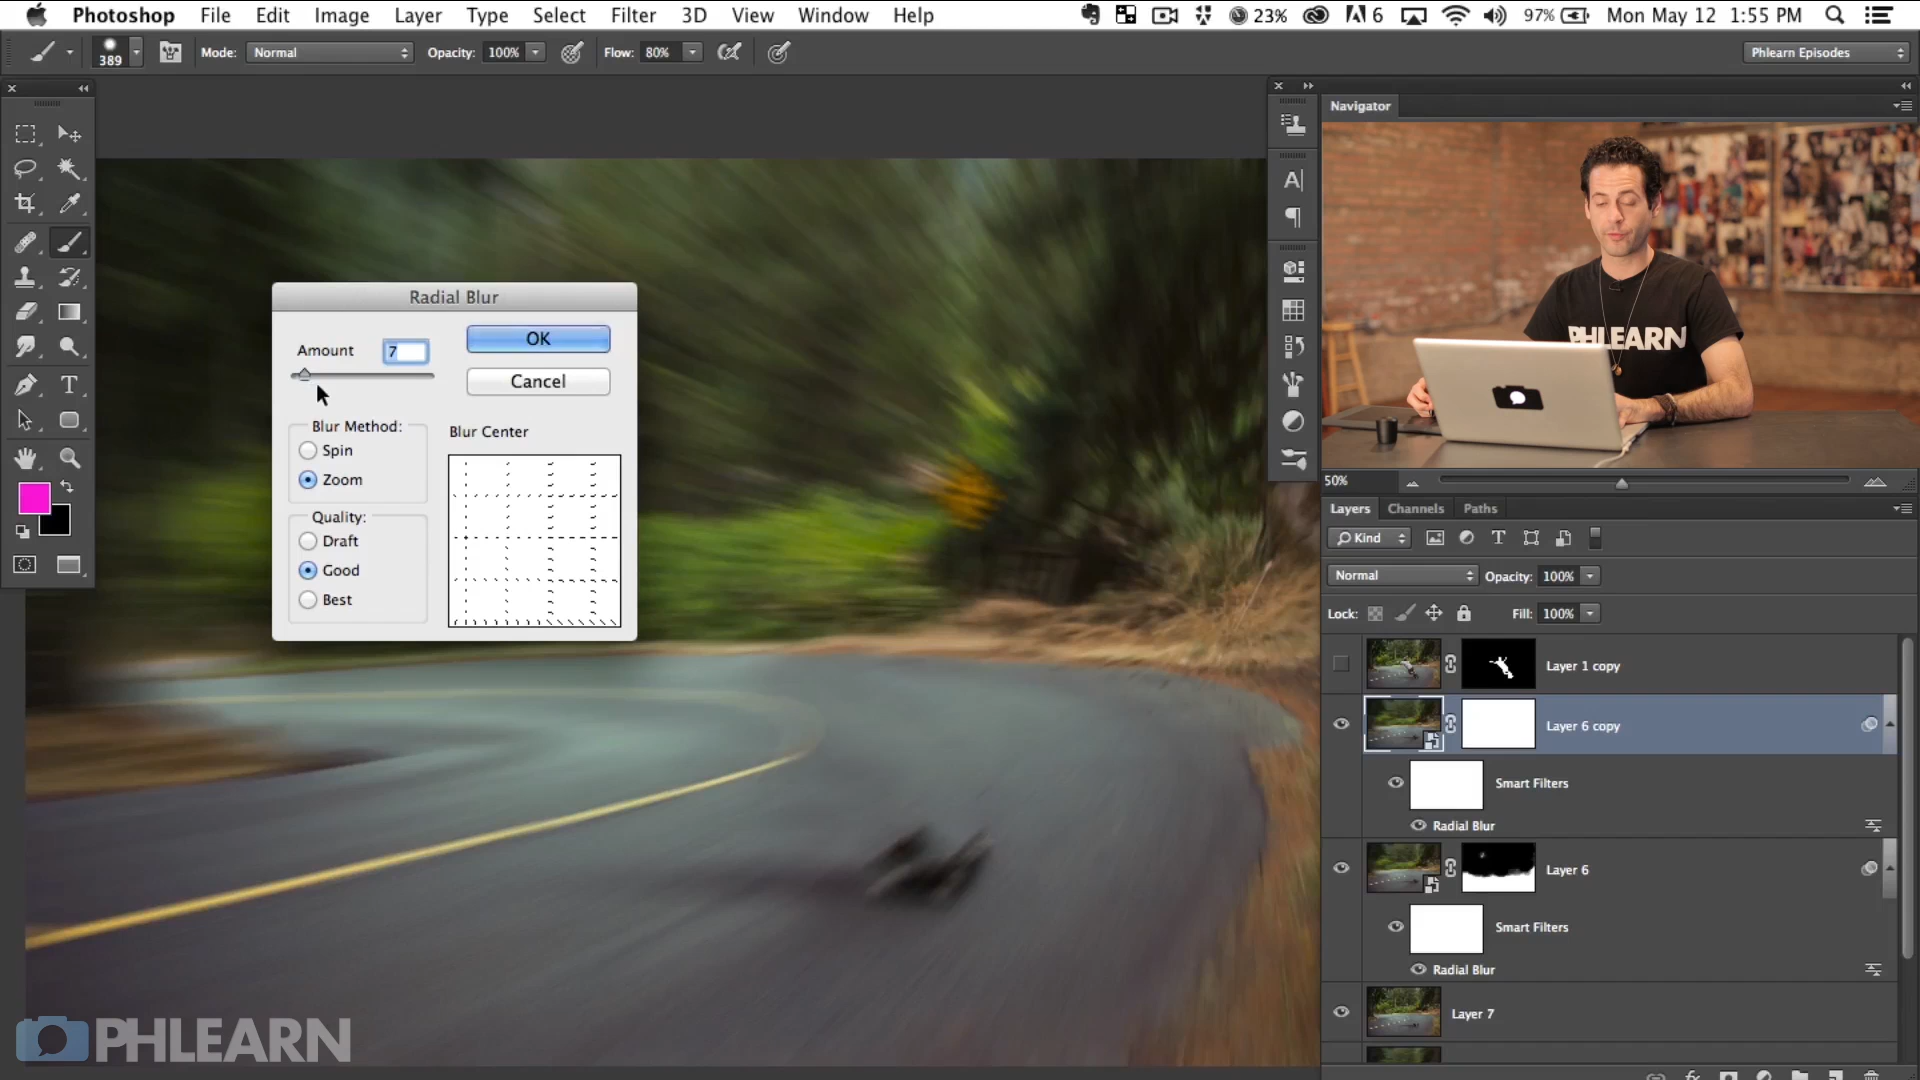 Photoshop File Edit Image Layer Type Select Filter 3D View Window Help 23% 6 97% Mon May 12 1:55 PM
389 Mode: Normal Opacity: 100% Flow: 80% Phlearn Episodes
Navigator
Radial Blur
Amount 7 OK
Cancel
Blur Method: Blur Center
Spin
Zoom
Quality:
Draft
Good
Best
PHLEARN
50%
Layers Channels Paths
Kind
Normal Opacity: 100%
Lock: Fill: 100%
Layer 1 copy
Layer 6 copy
Smart Filters
Radial Blur
Layer 6
Smart Filters
Radial Blur
Layer 7
PHLEARN